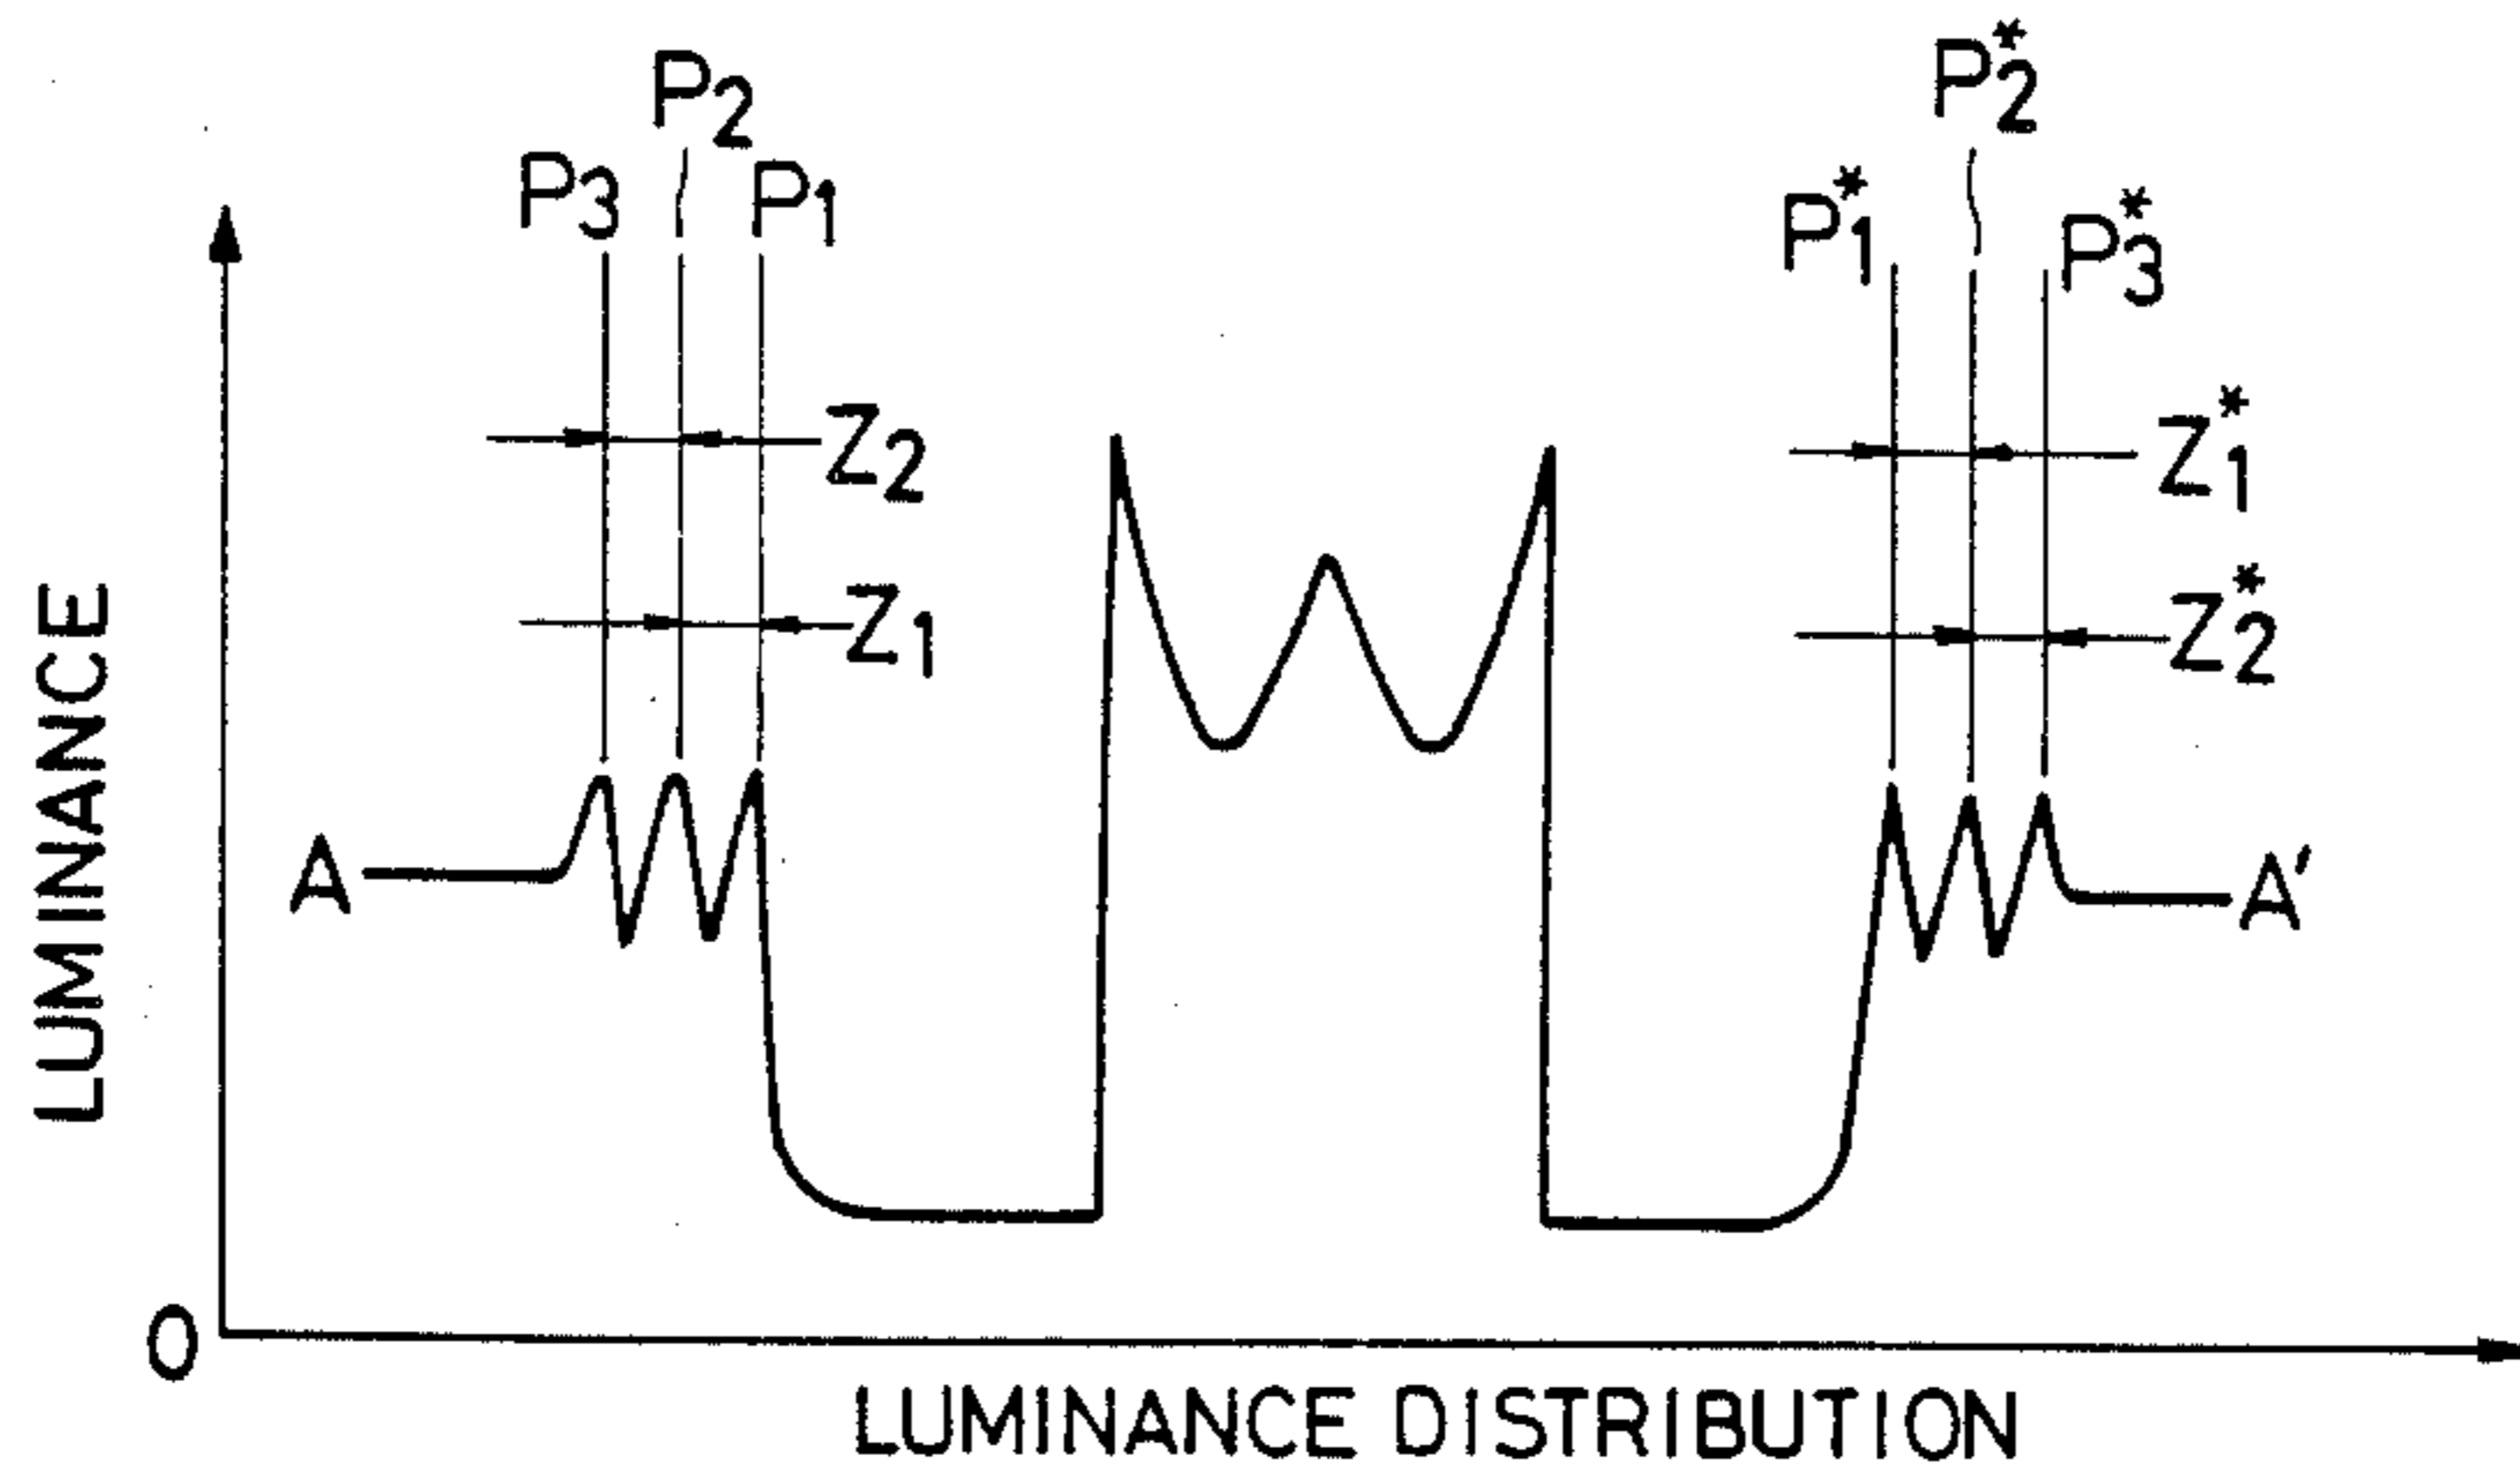 P2
P3
P1
P2*
P1*
P3*
Z2
Z1*
Z1
Z2*
LUMINANCE
A
A'
0
LUMINANCE DISTRIBUTION